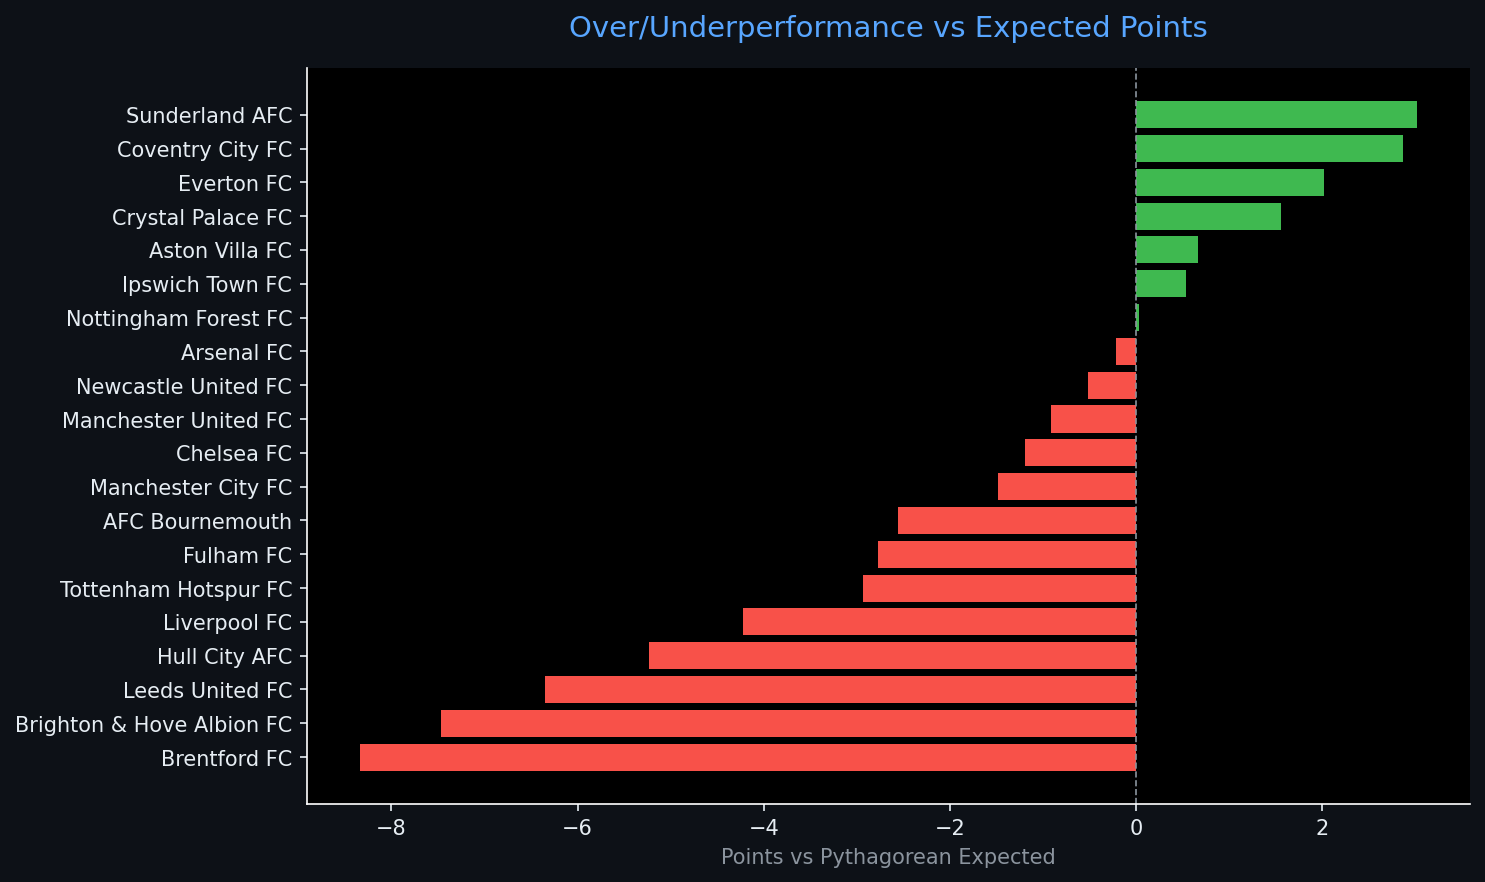 Over/Underperformance vs Expected Points
Sunderland AFC
Coventry City FC
Everton FC
Crystal Palace FC
Aston Villa FC
Ipswich Town FC
Nottingham Forest FC
Arsenal FC
Newcastle United FC
Manchester United FC
Chelsea FC
Manchester City FC
AFC Bournemouth
Fulham FC
Tottenham Hotspur FC
Liverpool FC
Hull City AFC
Leeds United FC
Brighton & Hove Albion FC
Brentford FC
−8 −6 −4 −2 0 2
Points vs Pythagorean Expected